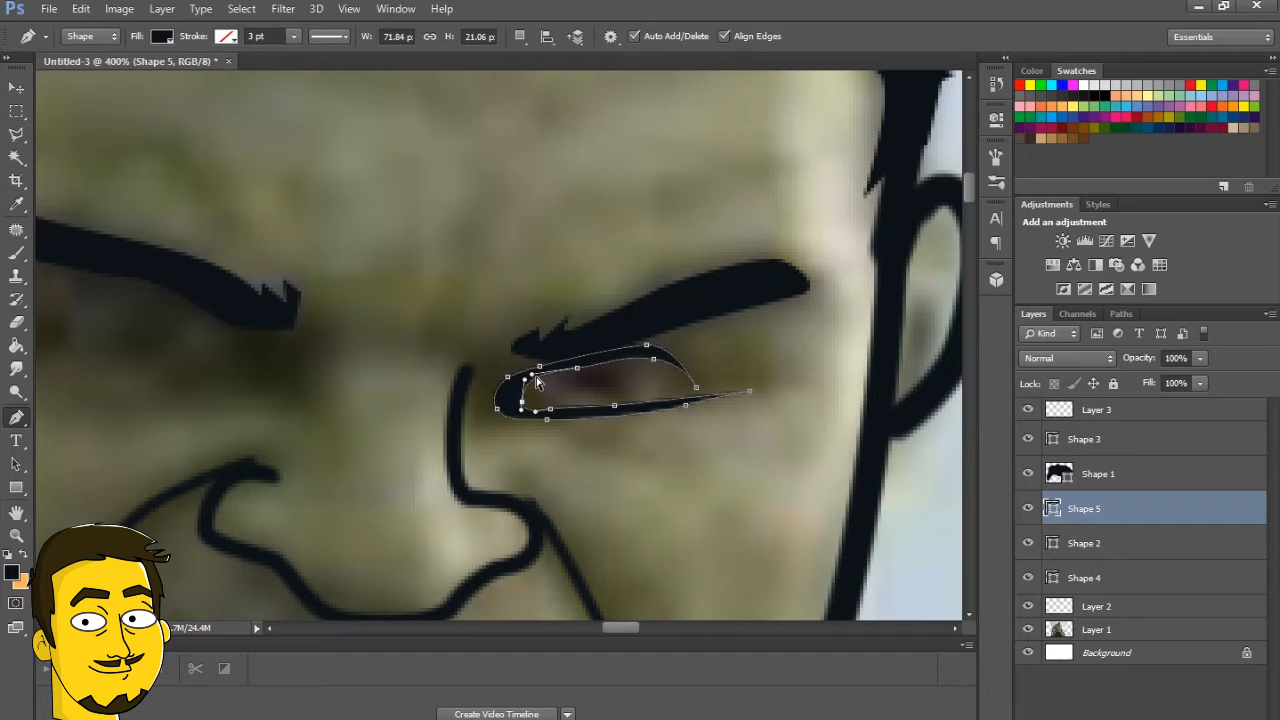 Ps File Edit Image Layer Type Select Filter 3D View Window Help
Shape Fill: Stroke: 3 pt W: 71.84 p H: 21.06 p Auto Add/Delete Align Edges Essentials
Untitled-3 @ 400% (Shape 5, RGB/8) * ×
Color Swatches
Adjustments Styles
Add an adjustment
Layers Channels Paths
Kind
Normal Opacity: 100%
Lock: Fill: 100%
Layer 3
Shape 3
Shape 1
Shape 5
Shape 2
Shape 4
Layer 2
Layer 1
Background
.7M/24.4M
Create Video Timeline